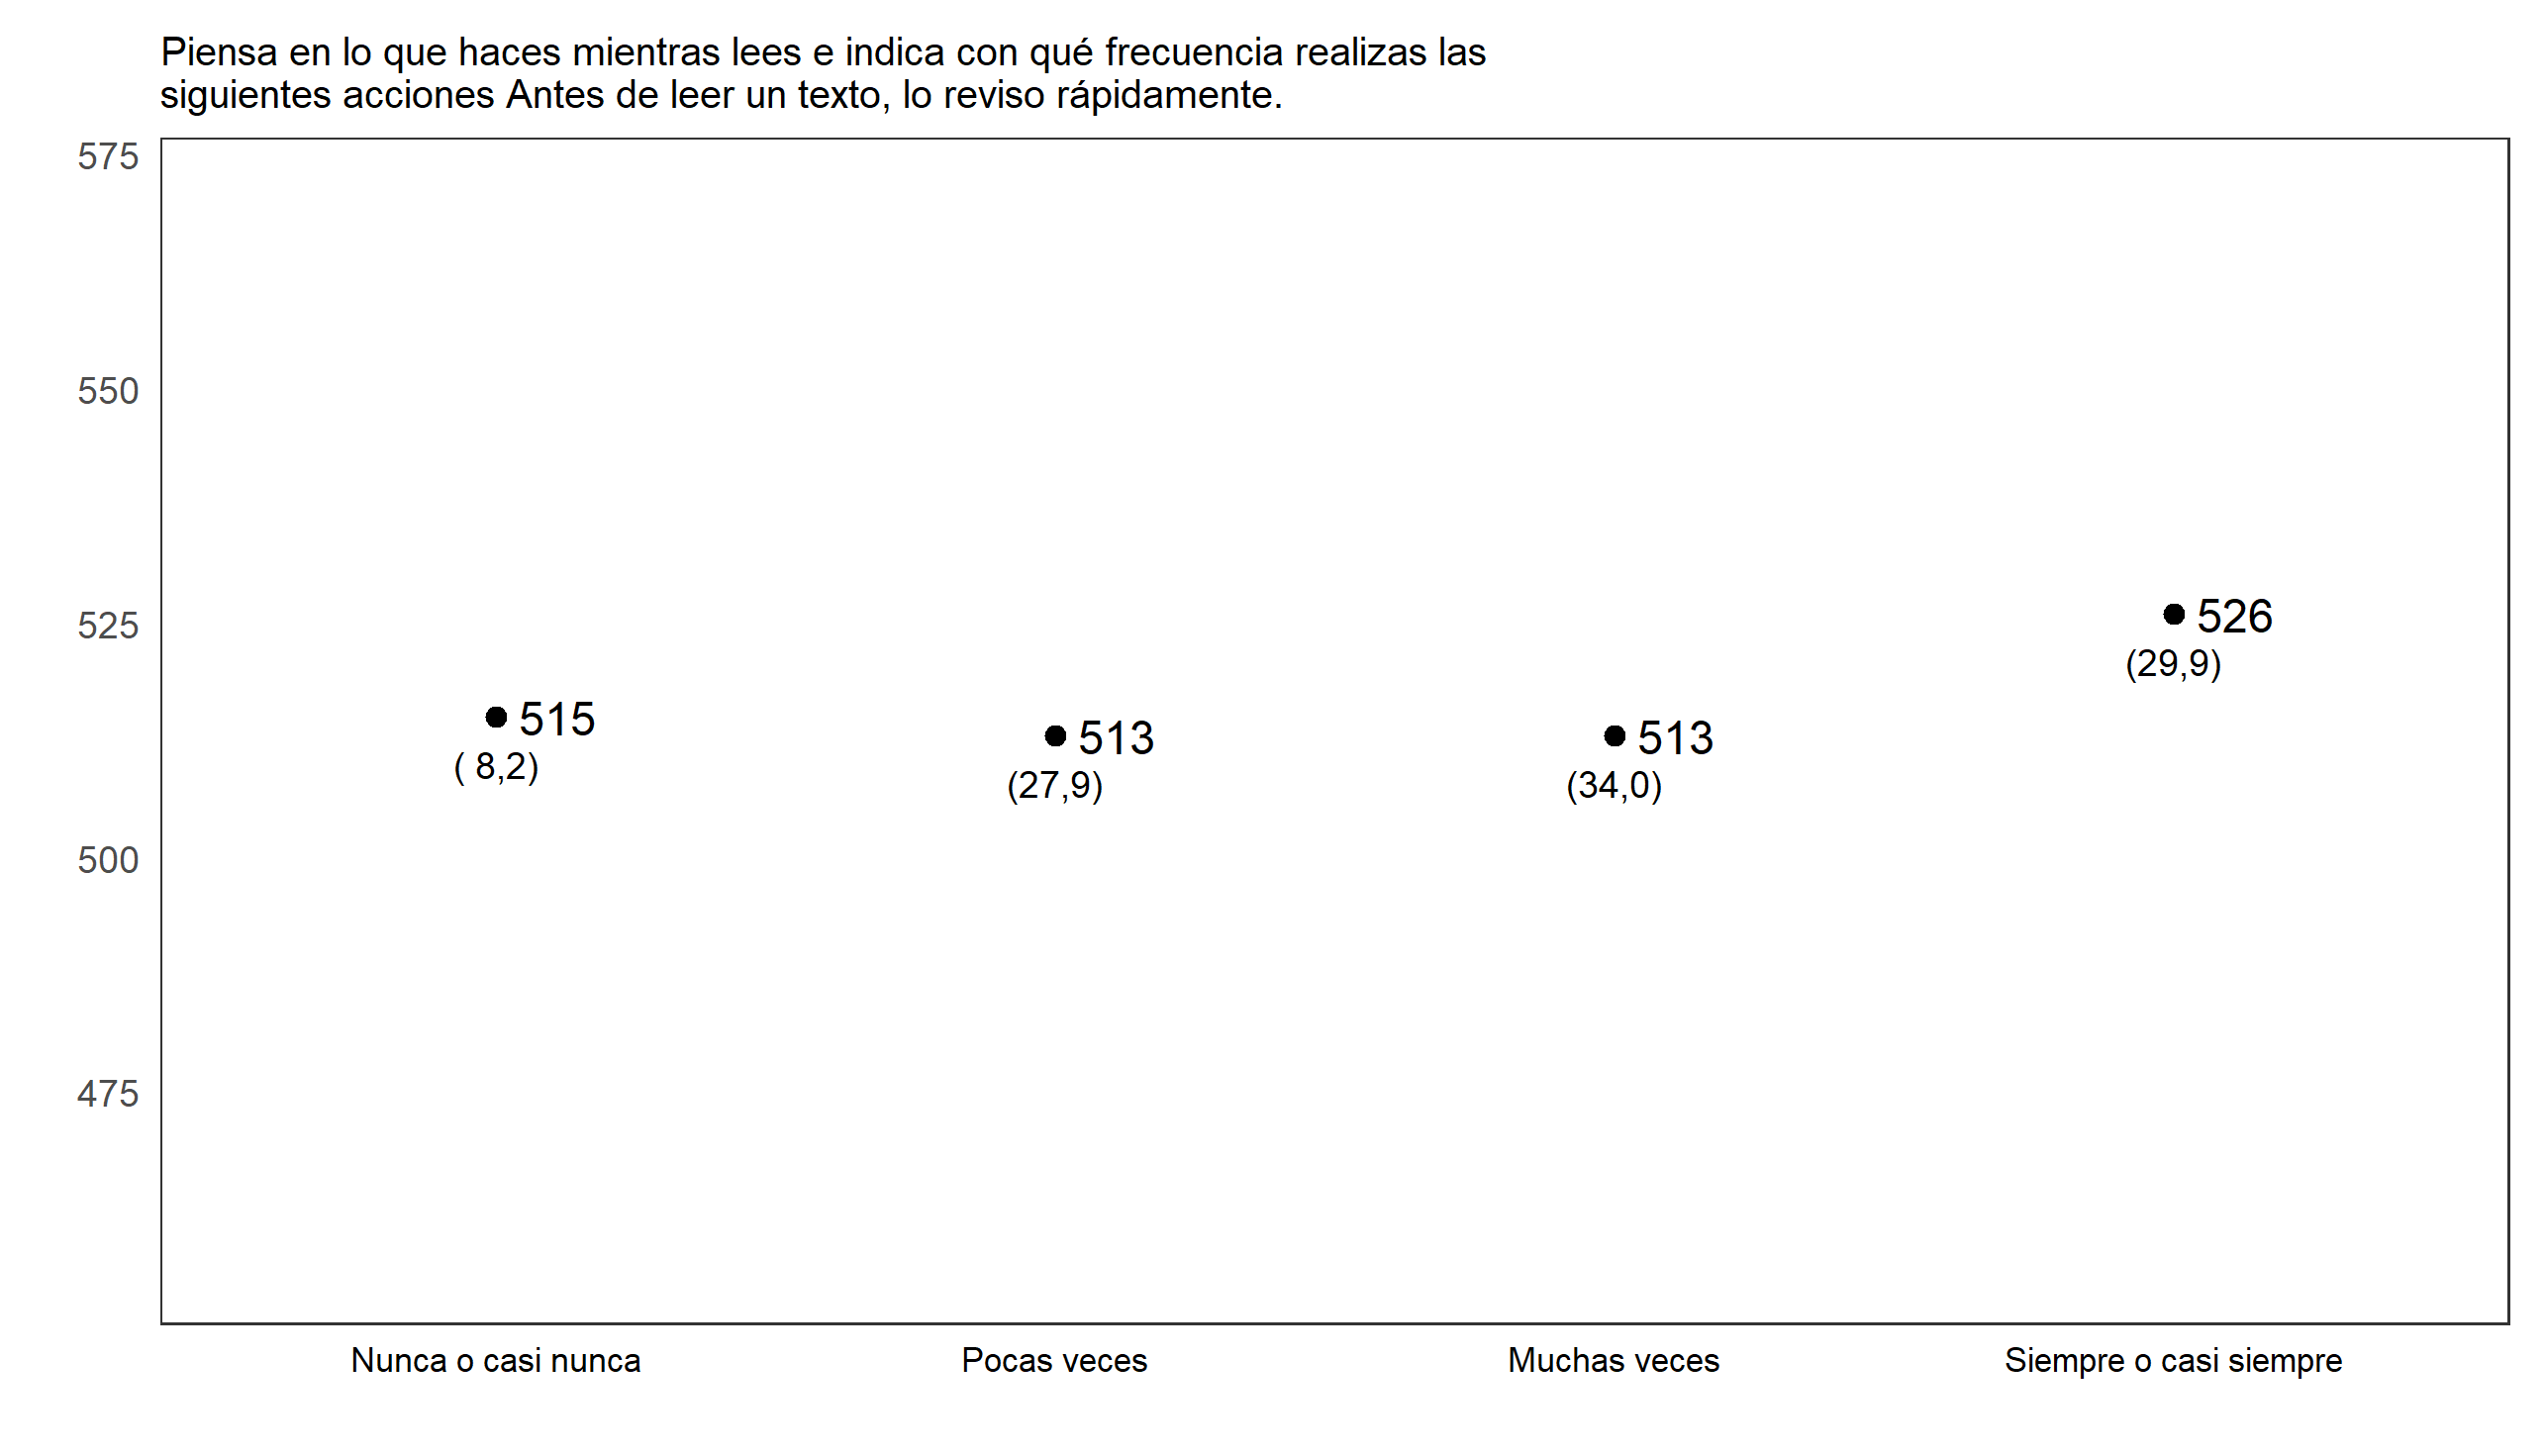 Piensa en lo que haces mientras lees e indica con qué frecuencia realizas las
siguientes acciones Antes de leer un texto, lo reviso rápidamente.
575
550
525
500
475
515
( 8,2)
513
(27,9)
513
(34,0)
526
(29,9)
Nunca o casi nunca
Pocas veces
Muchas veces
Siempre o casi siempre